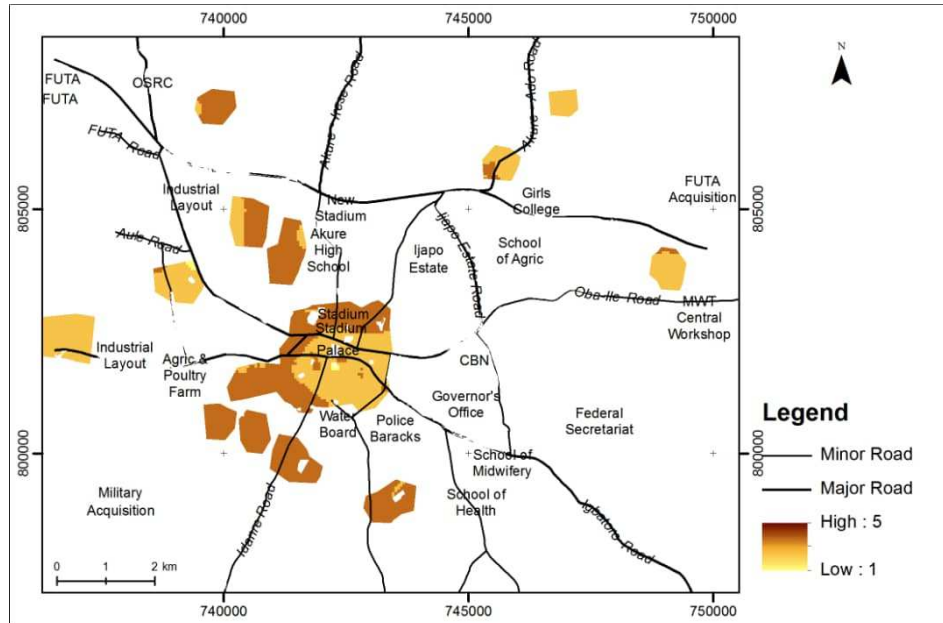 740000 745000 750000
N
FUTA
FUTA
OSRC
FUTA Road
Akure - Irese Road
Akure - Ado Road
805000
805000
Industrial
Layout
New
Stadium
Akure
High
School
Girls
College
FUTA
Acquisition
Aule Road
Ijapo
Estate
Ijapo Estate Road
School
of Agric
Oba-Ile Road
MWT
Central
Workshop
Stadium
Stadium
Palace
Industrial
Layout
Agric &
Poultry
Farm
CBN
Water
Board
Police
Baracks
Governor's
Office
Federal
Secretariat
800000
800000
School of
Midwifery
School of
Health
Military
Acquisition
Idanre Road
Igbatoro Road
0 1 2 km
740000 745000 750000
Legend
Minor Road
Major Road
High : 5
Low : 1